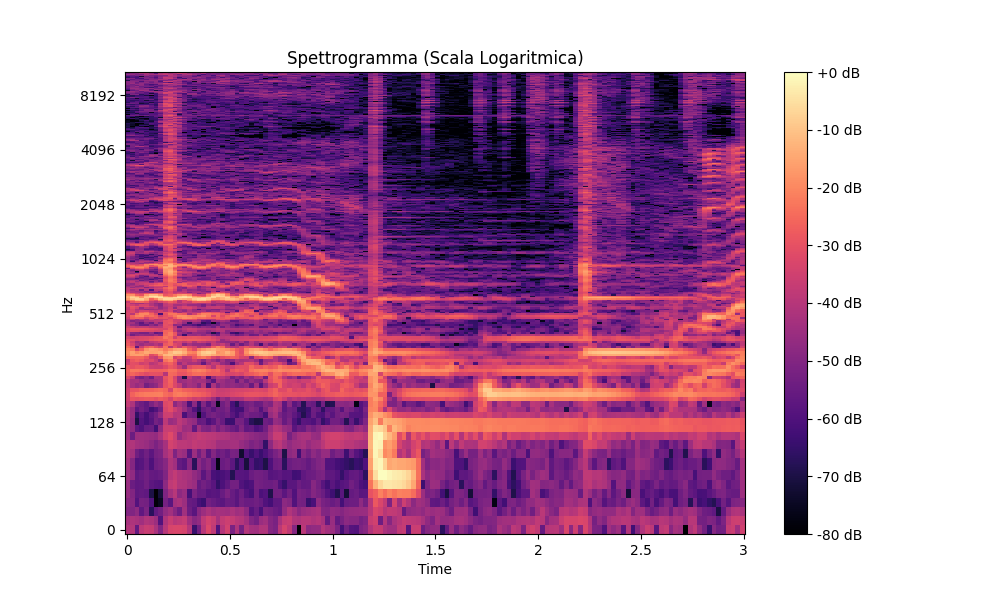 Spettrogramma (Scala Logaritmica)
Hz
8192
4096
2048
1024
512
256
128
64
0
0
0.5
1
1.5
2
2.5
3
Time
+0 dB
-10 dB
-20 dB
-30 dB
-40 dB
-50 dB
-60 dB
-70 dB
-80 dB